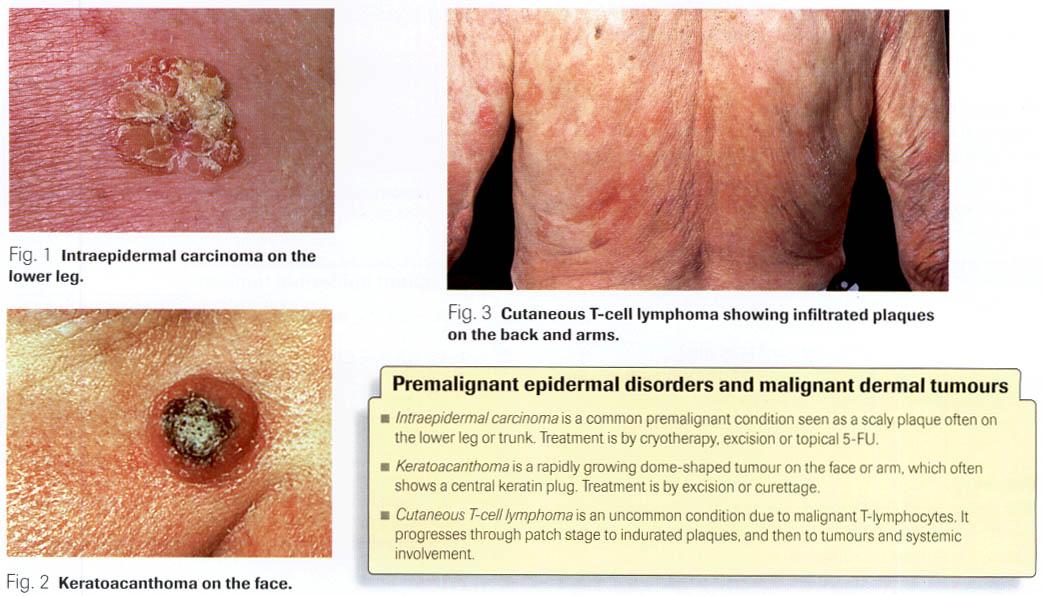 Fig. 1 Intraepidermal carcinoma on the
lower leg.
Fig. 2 Keratoacanthoma on the face.
Fig. 3 Cutaneous T-cell lymphoma showing infiltrated plaques
on the back and arms.
Premalignant epidermal disorders and malignant dermal tumours
■ Intraepidermal carcinoma is a common premalignant condition seen as a scaly plaque often on
the lower leg or trunk. Treatment is by cryotherapy, excision or topical 5-FU.
■ Keratoacanthoma is a rapidly growing dome-shaped tumour on the face or arm, which often
shows a central keratin plug. Treatment is by excision or curettage.
■ Cutaneous T-cell lymphoma is an uncommon condition due to malignant T-lymphocytes. It
progresses through patch stage to indurated plaques, and then to tumours and systemic
involvement.